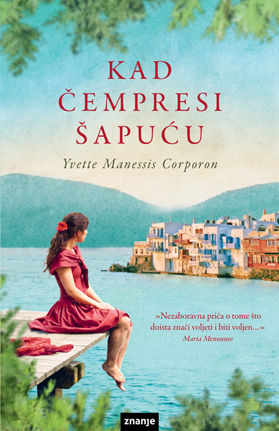 KAD
ČEMPRESI
ŠAPUĆU
Yvette Manessis Corporon
»Nezaboravna priča o tome što
doista znači voljeti i biti voljen...«
Maria Menounos
znanje